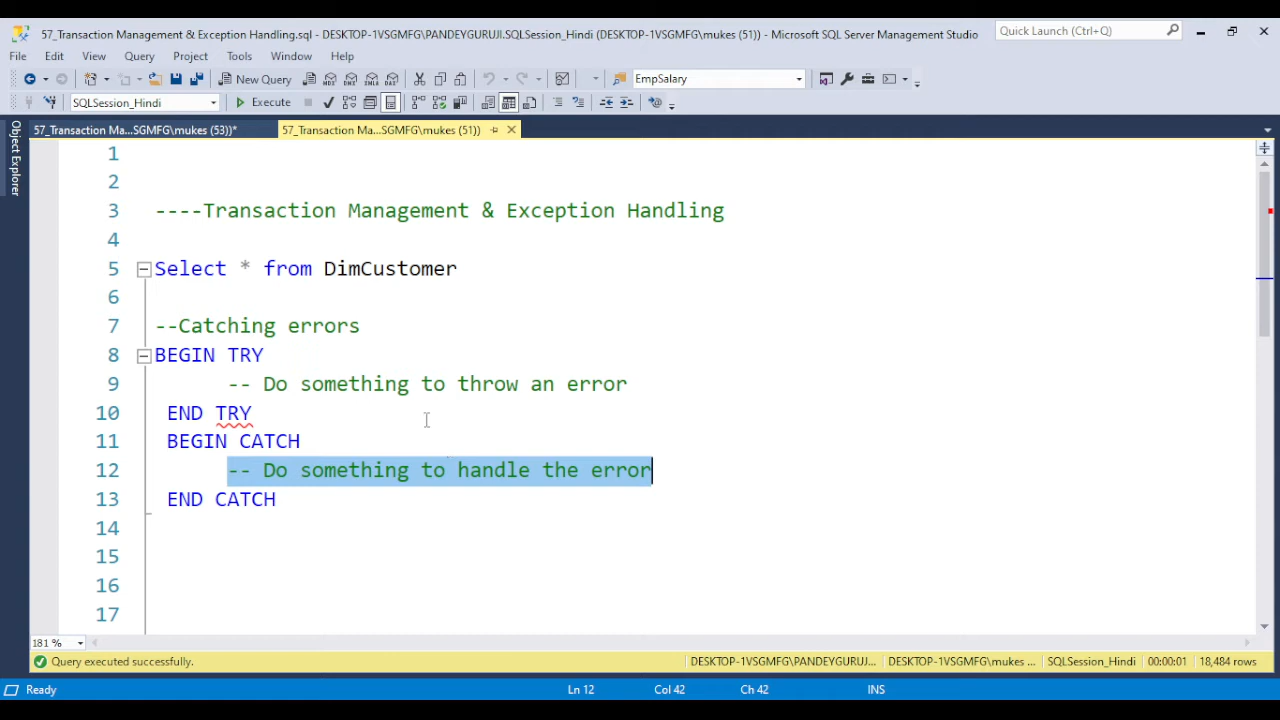 57_Transaction Management & Exception Handling.sql - DESKTOP-1VSGMFG\PANDEYGURUJI.SQLSession_Hindi (DESKTOP-1VSGMFG\mukes (51)) - Microsoft SQL Server Management Studio
Quick Launch (Ctrl+Q)
File Edit View Query Project Tools Window Help
New Query EmpSalary
SQLSession_Hindi Execute
57_Transaction Ma...SGMFG\mukes (53))* 57_Transaction Ma...SGMFG\mukes (51))
Object Explorer
1
2
3 ----Transaction Management & Exception Handling
4
5 Select * from DimCustomer
6
7 --Catching errors
8 BEGIN TRY
9 -- Do something to throw an error
10 END TRY
11 BEGIN CATCH
12 -- Do something to handle the error
13 END CATCH
14
15
16
17
181 %
Query executed successfully. DESKTOP-1VSGMFG\PANDEYGURUJ... DESKTOP-1VSGMFG\mukes ... SQLSession_Hindi 00:00:01 18,484 rows
Ready Ln 12 Col 42 Ch 42 INS